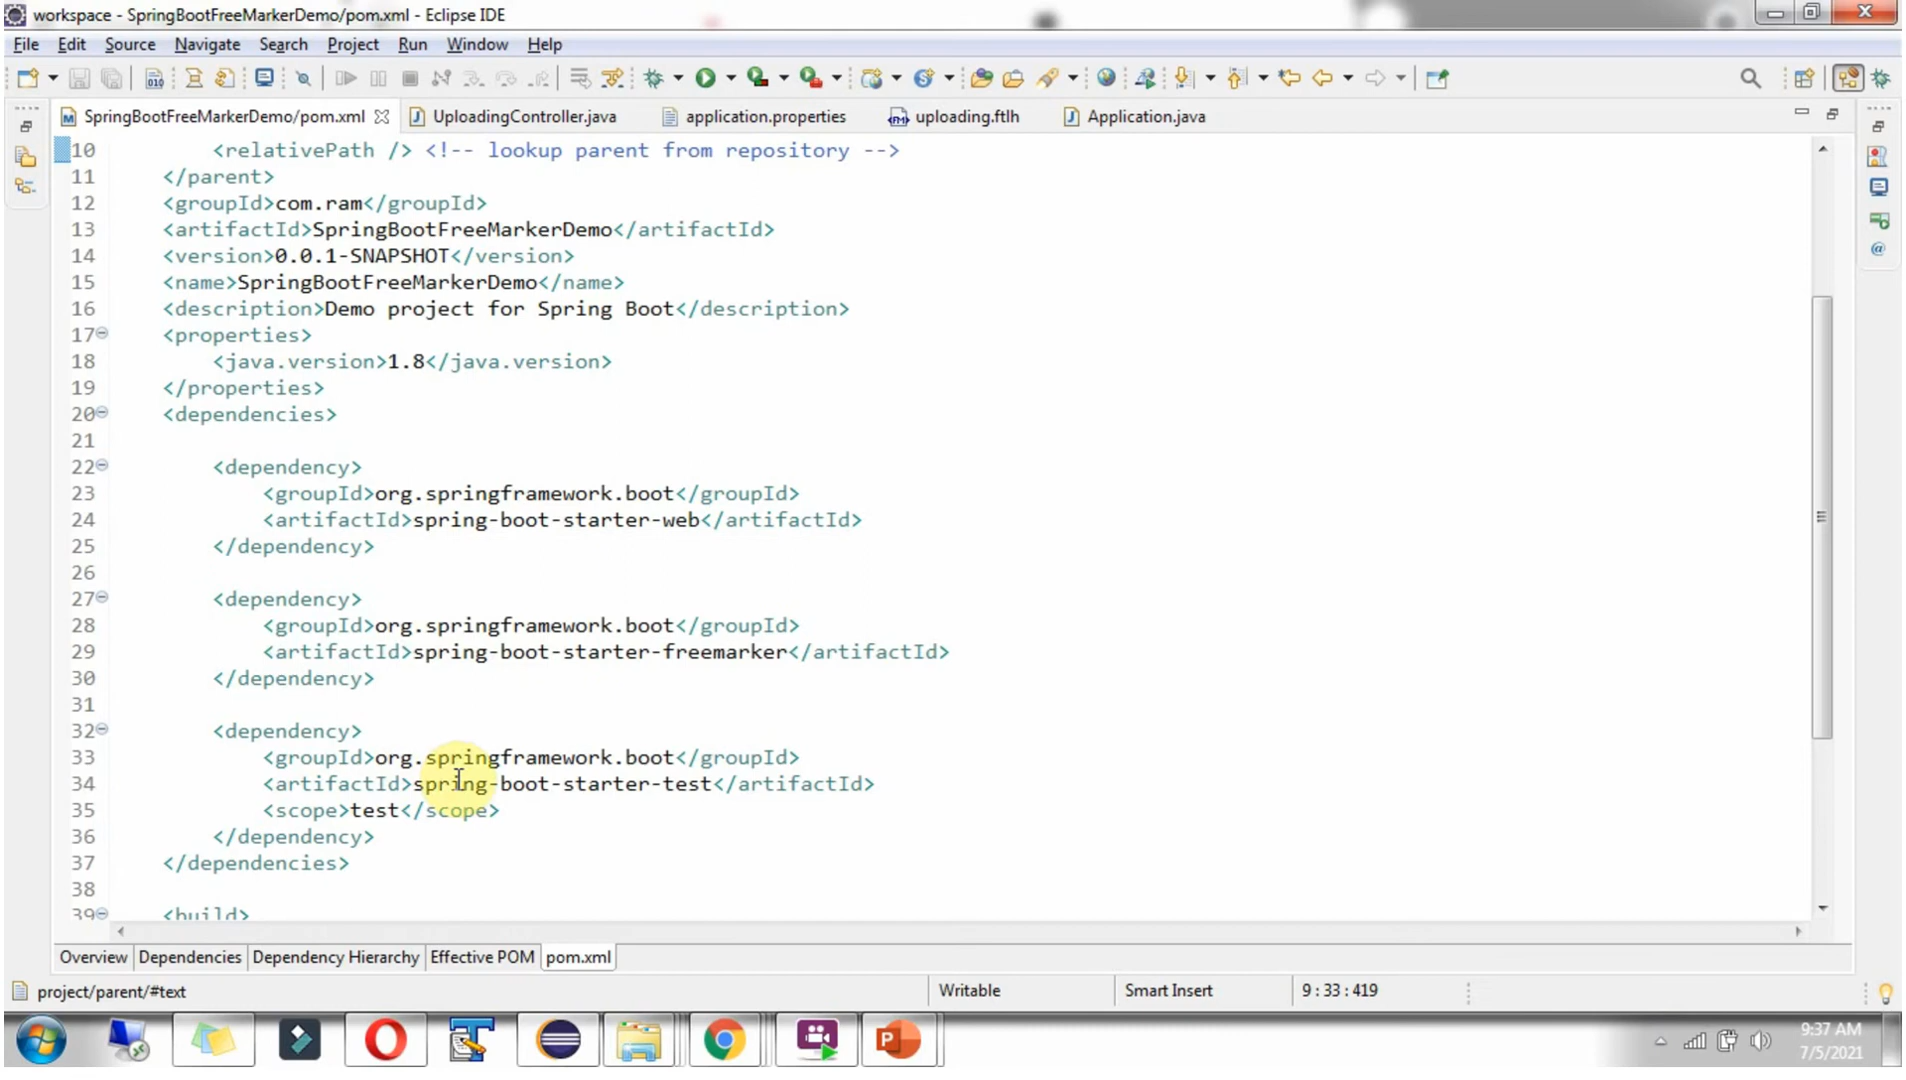 workspace - SpringBootFreeMarkerDemo/pom.xml - Eclipse IDE
File Edit Source Navigate Search Project Run Window Help
SpringBootFreeMarkerDemo/pom.xml UploadingController.java application.properties uploading.ftlh Application.java
10 <relativePath /> <!-- lookup parent from repository -->
11 </parent>
12 <groupId>com.ram</groupId>
13 <artifactId>SpringBootFreeMarkerDemo</artifactId>
14 <version>0.0.1-SNAPSHOT</version>
15 <name>SpringBootFreeMarkerDemo</name>
16 <description>Demo project for Spring Boot</description>
17 <properties>
18 <java.version>1.8</java.version>
19 </properties>
20 <dependencies>
21
22 <dependency>
23 <groupId>org.springframework.boot</groupId>
24 <artifactId>spring-boot-starter-web</artifactId>
25 </dependency>
26
27 <dependency>
28 <groupId>org.springframework.boot</groupId>
29 <artifactId>spring-boot-starter-freemarker</artifactId>
30 </dependency>
31
32 <dependency>
33 <groupId>org.springframework.boot</groupId>
34 <artifactId>spring-boot-starter-test</artifactId>
35 <scope>test</scope>
36 </dependency>
37 </dependencies>
38
39 <build>
Overview Dependencies Dependency Hierarchy Effective POM pom.xml
project/parent/#text Writable Smart Insert 9 : 33 : 419
9:37 AM
7/5/2021